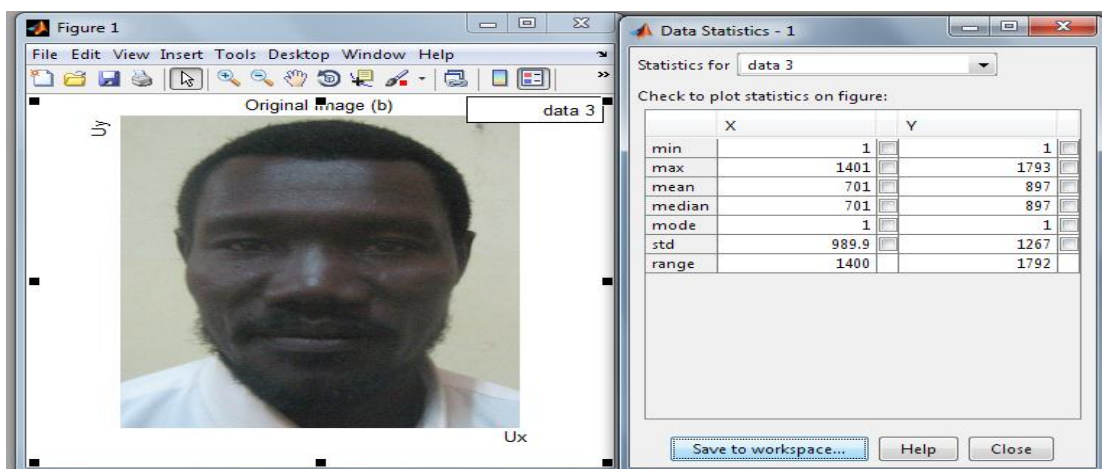 Figure 1
File Edit View Insert Tools Desktop Window Help
Original Image (b)
data 3
Uy
Ux
Data Statistics - 1
Statistics for data 3
Check to plot statistics on figure:
X Y
min 1 1
max 1401 1793
mean 701 897
median 701 897
mode 1 1
std 989.9 1267
range 1400 1792
Save to workspace... Help Close